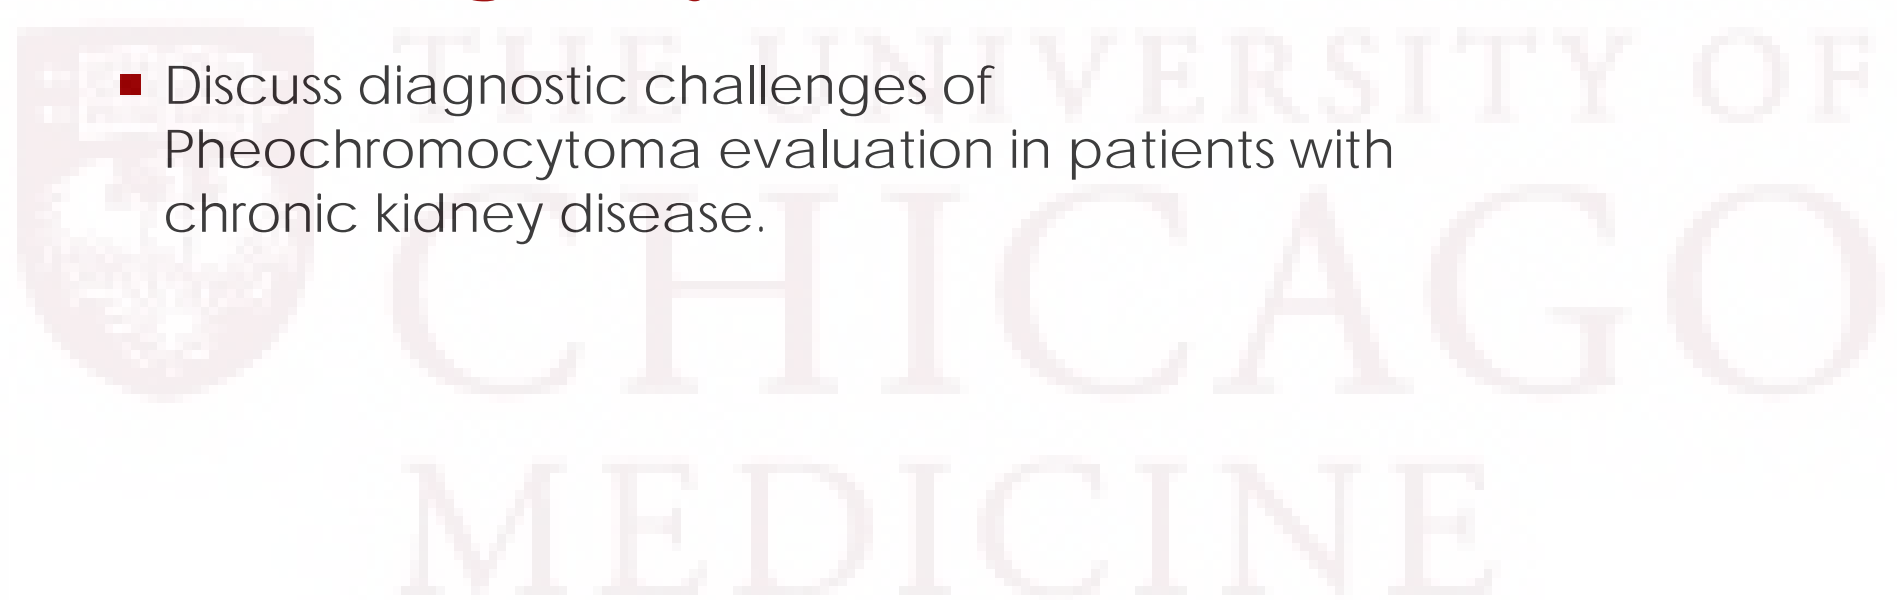 THE UNIVERSITY OF
Discuss diagnostic challenges of
Pheochromocytoma evaluation in patients with
chronic kidney disease.
CHICAGO
MEDICINE